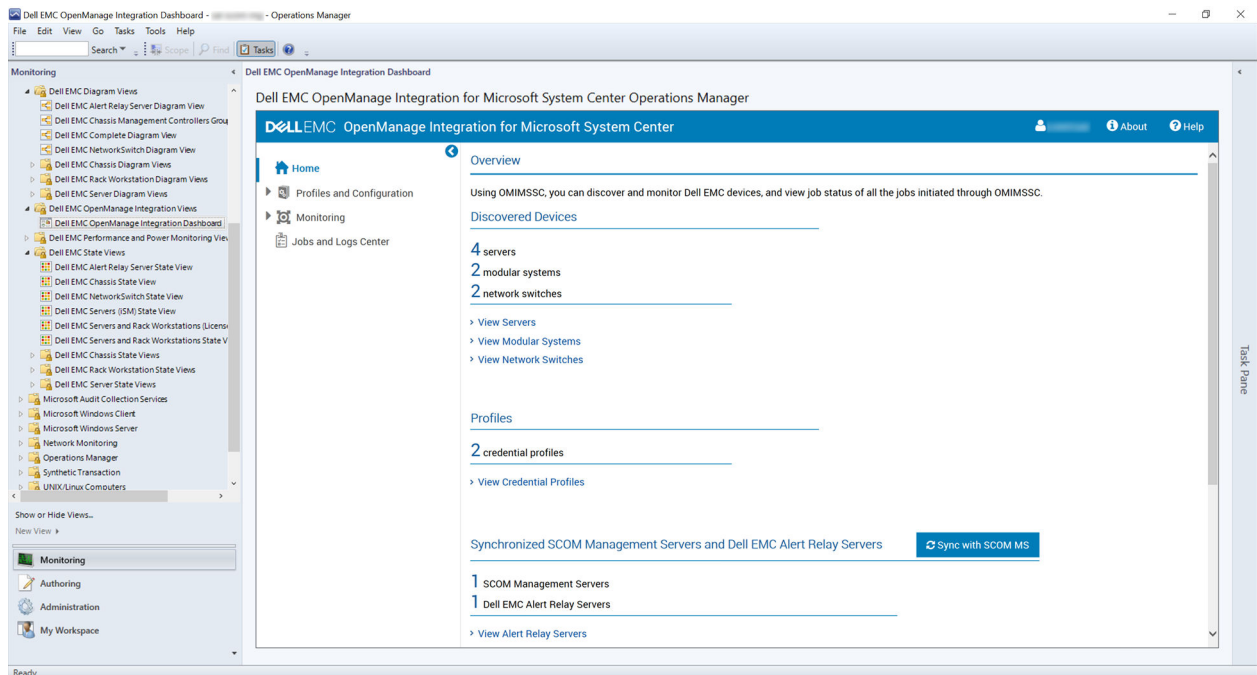 Dell EMC OpenManage Integration Dashboard - - Operations Manager
File Edit View Go Tasks Tools Help
Search Scope Find Tasks
Monitoring
Dell EMC Diagram Views
Dell EMC Alert Relay Server Diagram View
Dell EMC Chassis Management Controllers Grou
Dell EMC Complete Diagram View
Dell EMC NetworkSwitch Diagram View
Dell EMC Chassis Diagram Views
Dell EMC Rack Workstation Diagram Views
Dell EMC Server Diagram Views
Dell EMC OpenManage Integration Views
Dell EMC OpenManage Integration Dashboard
Dell EMC Performance and Power Monitoring Viev
Dell EMC State Views
Dell EMC Alert Relay Server State View
Dell EMC Chassis State View
Dell EMC NetworkSwitch State View
Dell EMC Servers (ISM) State View
Dell EMC Servers and Rack Workstations (License
Dell EMC Servers and Rack Workstations State V
Dell EMC Chassis State Views
Dell EMC Rack Workstation State Views
Dell EMC Server State Views
Microsoft Audit Collection Services
Microsoft Windows Client
Microsoft Windows Server
Network Monitoring
Operations Manager
Synthetic Transaction
UNIX/Linux Computers
Show or Hide Views...
New View
Monitoring
Authoring
Administration
My Workspace
Ready
Dell EMC OpenManage Integration Dashboard
Dell EMC OpenManage Integration for Microsoft System Center Operations Manager
DELLEMC OpenManage Integration for Microsoft System Center
About Help
Home
Profiles and Configuration
Monitoring
Jobs and Logs Center
Overview
Using OMIMSSC, you can discover and monitor Dell EMC devices, and view job status of all the jobs initiated through OMIMSSC.
Discovered Devices
4 servers
2 modular systems
2 network switches
View Servers
View Modular Systems
View Network Switches
Profiles
2 credential profiles
View Credential Profiles
Synchronized SCOM Management Servers and Dell EMC Alert Relay Servers
Sync with SCOM MS
1 SCOM Management Servers
1 Dell EMC Alert Relay Servers
View Alert Relay Servers
Task Pane